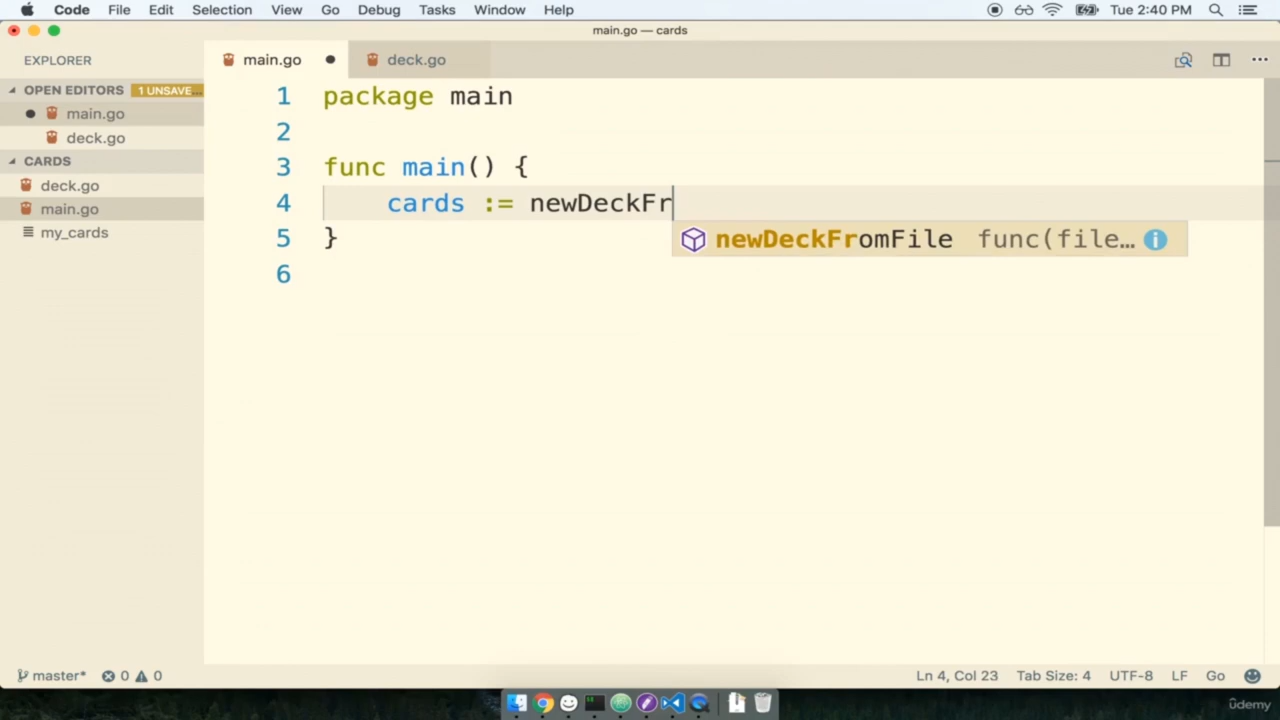 Code File Edit Selection View Go Debug Tasks Window Help Tue 2:40 PM
main.go — cards
EXPLORER
main.go
deck.go
OPEN EDITORS 1 UNSAVE...
main.go
deck.go
CARDS
deck.go
main.go
my_cards
1 package main
2
3 func main() {
4 cards := newDeckFr
newDeckFromFile func(file…
5 }
6
master* 0 0 Ln 4, Col 23 Tab Size: 4 UTF-8 LF Go
ûdemy